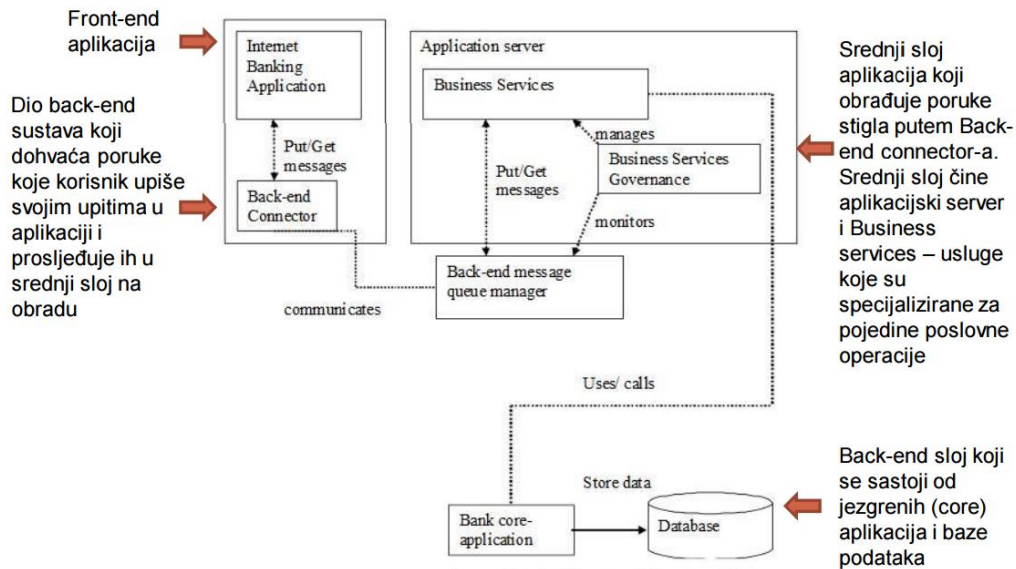 Front-end
aplikacija
Dio back-end
sustava koji
dohvaća poruke
koje korisnik upiše
svojim upitima u
aplikaciji i
prosljeđuje ih u
srednji sloj na
obradu
Internet
Banking
Application
Put/Get
messages
Back-end
Connector
communicates
Application server
Business Services
manages
Business Services
Governance
Put/Get
messages
monitors
Back-end message
queue manager
Uses/ calls
Store data
Bank core-
application
Database
Srednji sloj
aplikacija koji
obrađuje poruke
stigla putem Back-
end connector-a.
Srednji sloj čine
aplikacijski server
i Business
services – usluge
koje su
specijalizirane za
pojedine poslovne
operacije
Back-end sloj koji
se sastoji od
jezgrenih (core)
aplikacija i baze
podataka